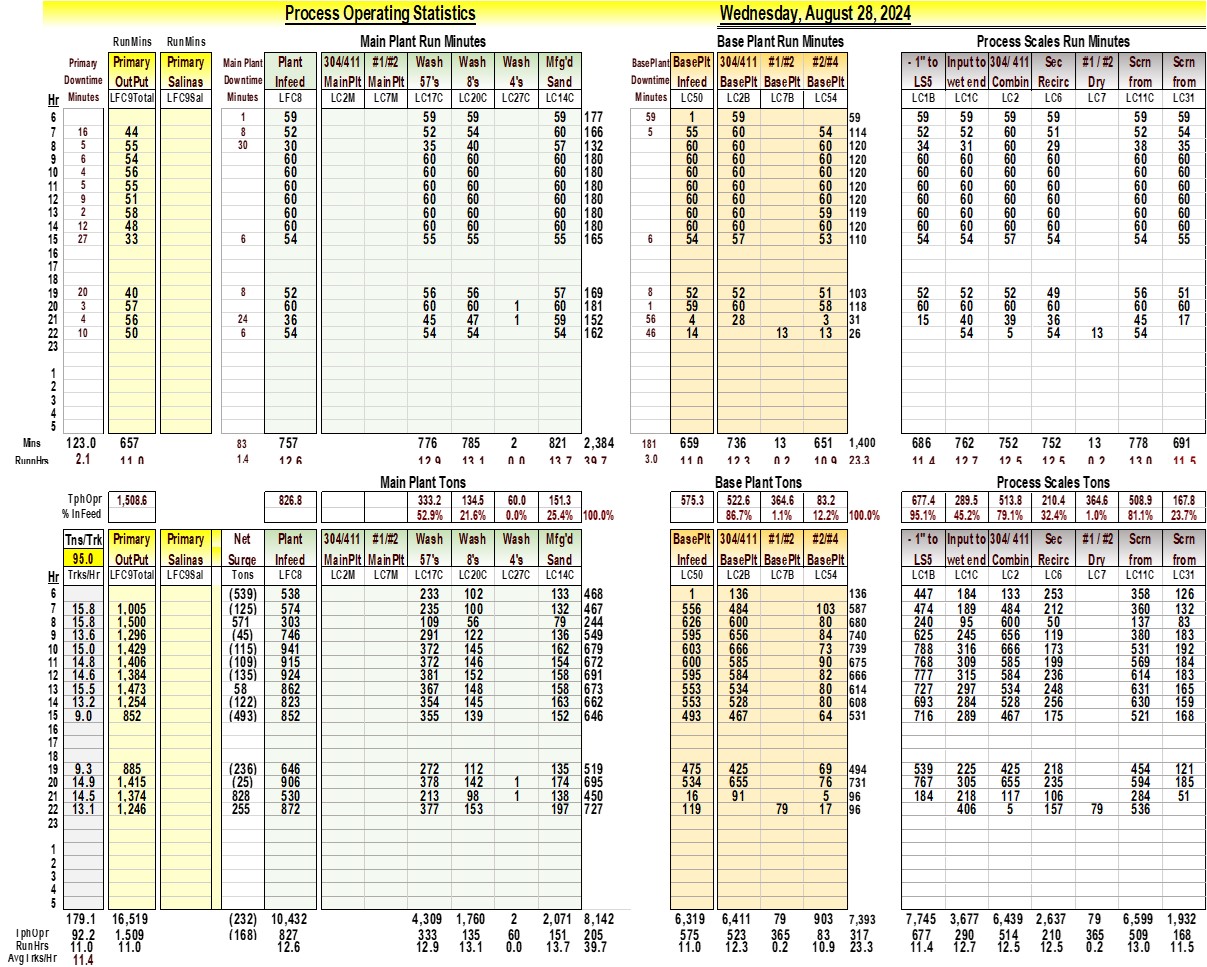 Process Operating Statistics Wednesday, August 28, 2024
RunMins RunMins Main Plant Run Minutes Base Plant Run Minutes Process Scales Run Minutes
Primary Primary Primary Main Plant Plant 304/411 #1/#2 Wash Wash Wash Mfg'd BasePlant BasePlt 304/411 #1/#2 #2/#4 - 1" to Input to 304/ 411 Sec #1 / #2 Scrn Scrn
Downtime OutPut Salinas Downtime Infeed MainPlt MainPlt 57's 8's 4's Sand Downtime Infeed BasePlt BasePlt BasePlt LS5 wet end Combin Recirc Dry from from
Hr Minutes LFC9Total LFC9Sal Minutes LFC8 LC2M LC7M LC17C LC20C LC27C LC14C Minutes LC50 LC2B LC7B LC54 LC1B LC1C LC2 LC6 LC7 LC11C LC31
6 1 59 59 59 59 177 59 1 59 59 59 59 59 59 59 59
7 16 44 8 52 52 54 60 166 5 55 60 54 114 52 52 60 51 52 54
8 5 55 30 30 35 40 57 132 60 60 60 120 34 31 60 29 38 35
9 6 54 60 60 60 60 180 60 60 60 120 60 60 60 60 60 60
10 4 56 60 60 60 60 180 60 60 60 120 60 60 60 60 60 60
11 5 55 60 60 60 60 180 60 60 60 120 60 60 60 60 60 60
12 9 51 60 60 60 60 180 60 60 60 120 60 60 60 60 60 60
13 2 58 60 60 60 60 180 60 60 59 119 60 60 60 60 60 60
14 12 48 60 60 60 60 180 60 60 60 120 60 60 60 60 60 60
15 27 33 6 54 55 55 55 165 6 54 57 53 110 54 54 57 54 54 55
16
17
18
19 20 40 8 52 56 56 57 169 8 52 52 51 103 52 52 52 49 56 51
20 3 57 60 60 60 1 60 181 1 59 60 58 118 60 60 60 60 60 60
21 4 56 24 36 45 47 1 59 152 56 4 28 3 31 15 40 39 36 45 17
22 10 50 6 54 54 54 54 162 46 14 13 13 26 54 5 54 13 54
23
1
2
3
4
5
Mins 123.0 657 83 757 776 785 2 821 2,384 181 659 736 13 651 1,400 686 762 752 752 13 778 691
RunnHrs 2.1 11.0 1.4 12.6 12.9 13.1 0.0 13.7 39.7 3.0 11.0 12.3 0.2 10.9 23.3 11.4 12.7 12.5 12.5 0.2 13.0 11.5
Main Plant Tons Base Plant Tons Process Scales Tons
TphOpr 1,508.6 826.8 333.2 134.5 60.0 151.3 575.3 522.6 364.6 83.2 677.4 289.5 513.8 210.4 364.6 508.9 167.8
% InFeed 52.9% 21.6% 0.0% 25.4% 100.0% 86.7% 1.1% 12.2% 100.0% 95.1% 45.2% 79.1% 32.4% 1.0% 81.1% 23.7%
Tns/Trk Primary Primary Net Plant 304/411 #1/#2 Wash Wash Wash Mfg'd BasePlt 304/411 #1/#2 #2/#4 - 1" to Input to 304/ 411 Sec #1 / #2 Scrn Scrn
95.0 OutPut Salinas Surge Infeed MainPlt MainPlt 57's 8's 4's Sand Infeed BasePlt BasePlt BasePlt LS5 wet end Combin Recirc Dry from from
Hr Trks/Hr LFC9Total LFC9Sal Tons LFC8 LC2M LC7M LC17C LC20C LC27C LC14C LC50 LC2B LC7B LC54 LC1B LC1C LC2 LC6 LC7 LC11C LC31
6 (539) 538 233 102 133 468 1 136 136 447 184 133 253 358 126
7 15.8 1,005 (125) 574 235 100 132 467 556 484 103 587 474 189 484 212 360 132
8 15.8 1,500 571 303 109 56 79 244 626 600 80 680 240 95 600 50 137 83
9 13.6 1,296 (45) 746 291 122 136 549 595 656 84 740 625 245 656 119 380 183
10 15.0 1,429 (115) 941 372 145 162 679 603 666 73 739 788 316 666 173 531 192
11 14.8 1,406 (109) 915 372 146 154 672 600 585 90 675 768 309 585 199 569 184
12 14.6 1,384 (135) 924 381 152 158 691 595 584 82 666 777 315 584 236 614 183
13 15.5 1,473 58 862 367 148 158 673 553 534 80 614 727 297 534 248 631 165
14 13.2 1,254 (122) 823 354 145 163 662 553 528 80 608 693 284 528 256 630 159
15 9.0 852 (493) 852 355 139 152 646 493 467 64 531 716 289 467 175 521 168
16
17
18
19 9.3 885 (236) 646 272 112 135 519 475 425 69 494 539 225 425 218 454 121
20 14.9 1,415 (25) 906 378 142 1 174 695 534 655 76 731 767 305 655 235 594 185
21 14.5 1,374 828 530 213 98 1 138 450 16 91 5 96 184 218 117 106 284 51
22 13.1 1,246 255 872 377 153 197 727 119 79 17 96 406 5 157 79 536
23
1
2
3
4
5
179.1 16,519 (232) 10,432 4,309 1,760 2 2,071 8,142 6,319 6,411 79 903 7,393 7,745 3,677 6,439 2,637 79 6,599 1,932
TphOpr 92.2 1,509 (168) 827 333 135 60 151 205 575 523 365 83 317 677 290 514 210 365 509 168
RunHrs 11.0 11.0 12.6 12.9 13.1 0.0 13.7 39.7 11.0 12.3 0.2 10.9 23.3 11.4 12.7 12.5 12.5 0.2 13.0 11.5
AvgTrks/Hr 11.4